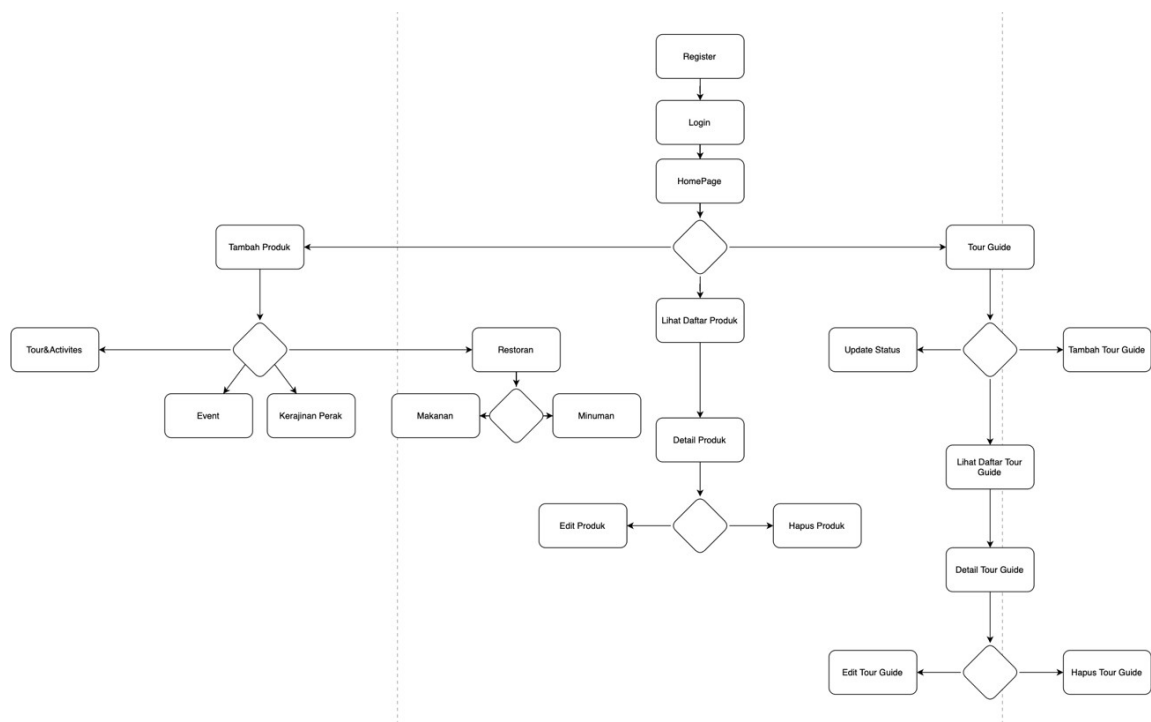 Register
Login
HomePage
Tambah Produk
Tour Guide
Lihat Daftar Produk
Tour&Activites
Restoran
Update Status
Tambah Tour Guide
Event
Kerajinan Perak
Makanan
Minuman
Detail Produk
Lihat Daftar Tour
Guide
Edit Produk
Hapus Produk
Detail Tour Guide
Edit Tour Guide
Hapus Tour Guide